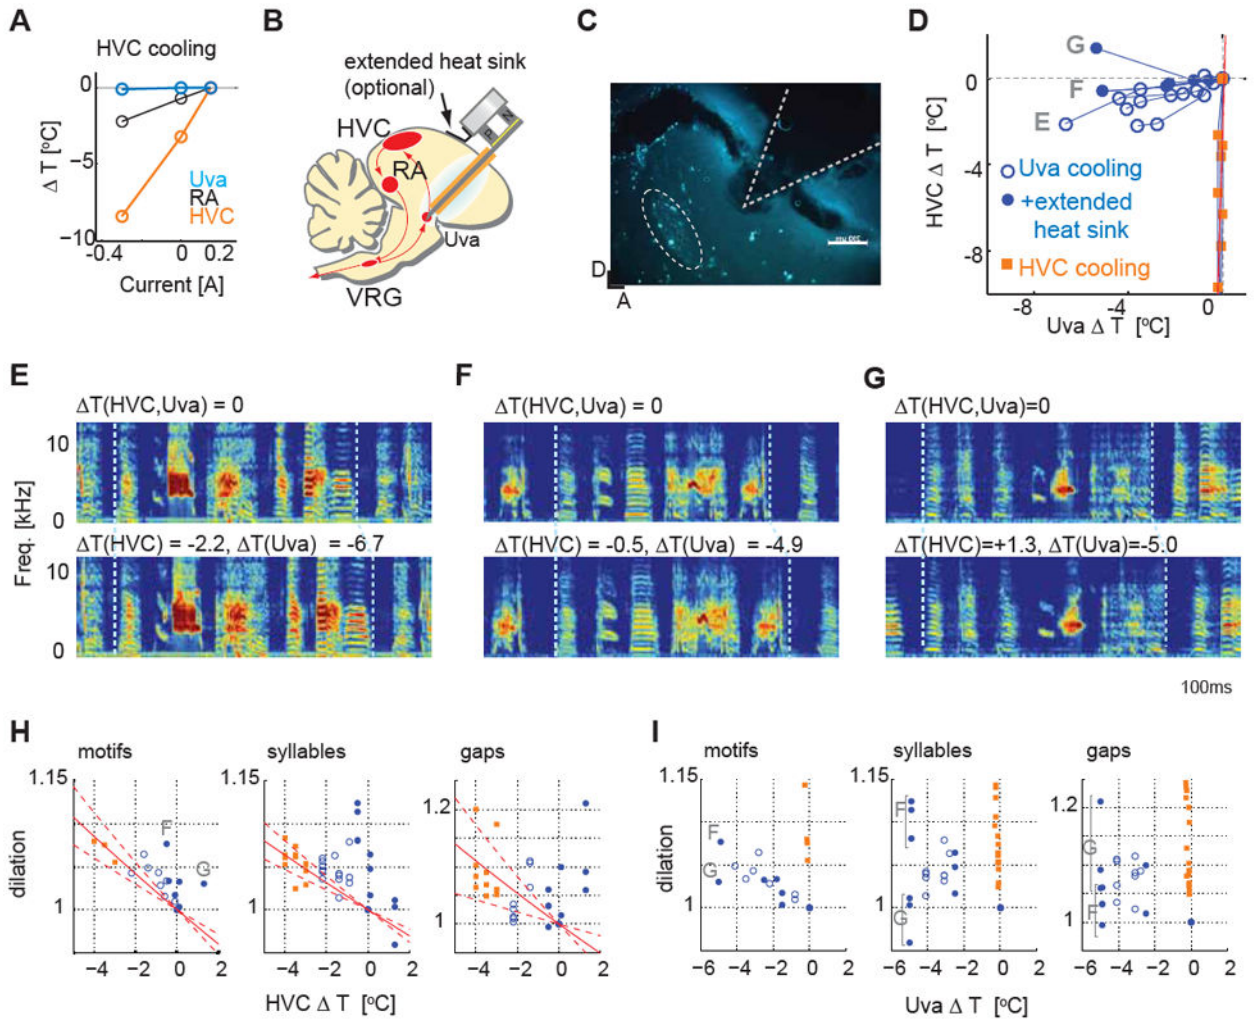 A
HVC cooling
0
−5
−10
Δ T [ºC]
Uva
RA
HVC
-0.4
0
0.2
Current [A]
B
extended heat sink
(optional)
HVC
RA
P
N
Uva
VRG
C
D
A
D
0
-4
-8
HVC Δ T [ºC]
G
F
E
Uva cooling
+extended
heat sink
HVC cooling
-8
-4
0
Uva Δ T [ºC]
E
ΔT(HVC,Uva) = 0
10
0
Freq. [kHz]
ΔT(HVC) = -2.2, ΔT(Uva) = -6.7
10
0
F
ΔT(HVC,Uva) = 0
ΔT(HVC) = -0.5, ΔT(Uva) = -4.9
G
ΔT(HVC,Uva)=0
ΔT(HVC)=+1.3, ΔT(Uva)=-5.0
100ms
H
motifs
syllables
gaps
1.15
1
dilation
F
G
1.15
1
1.2
1
−4
−2
0
2
−4
−2
0
2
−4
−2
0
2
HVC Δ T [ºC]
I
motifs
syllables
gaps
1.15
1
dilation
F
G
1.15
1
F
G
1.2
1
G
F
−6
−4
−2
0
2
−6
−4
−2
0
2
−6
−4
−2
0
2
Uva Δ T [ºC]